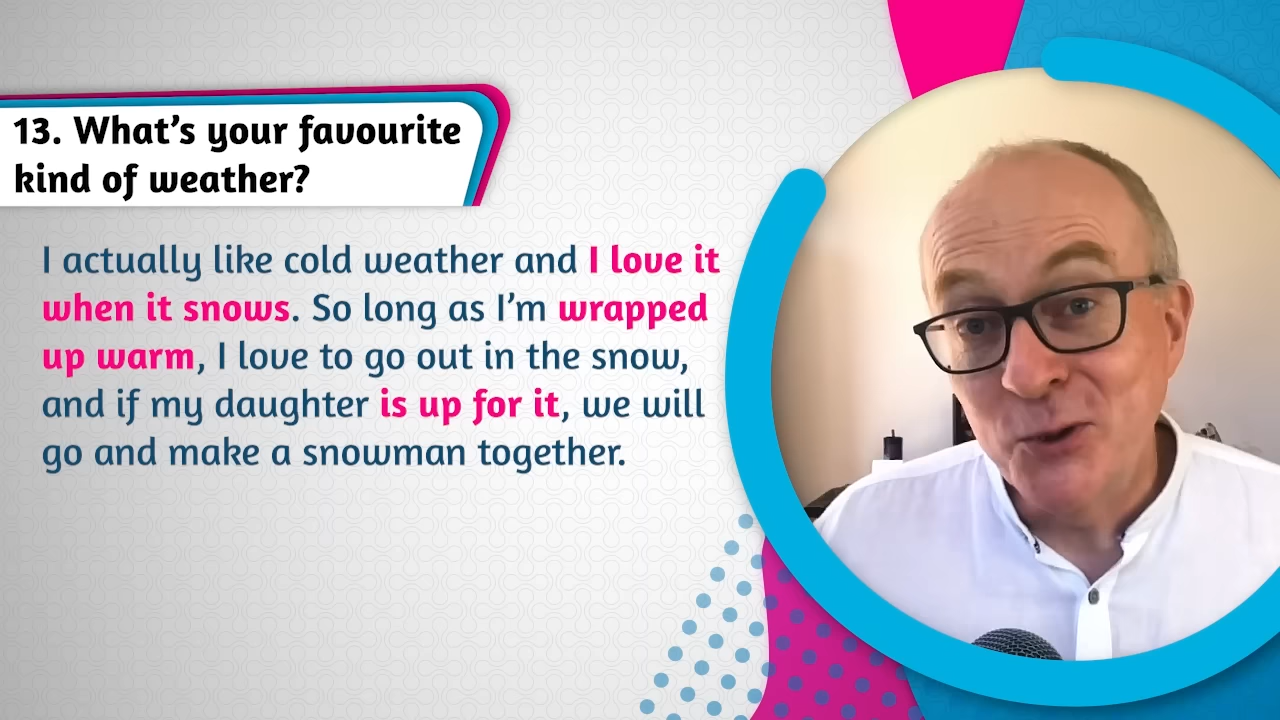 13. What’s your favourite
kind of weather?
I actually like cold weather and I love it
when it snows. So long as I’m wrapped
up warm, I love to go out in the snow,
and if my daughter is up for it, we will
go and make a snowman together.